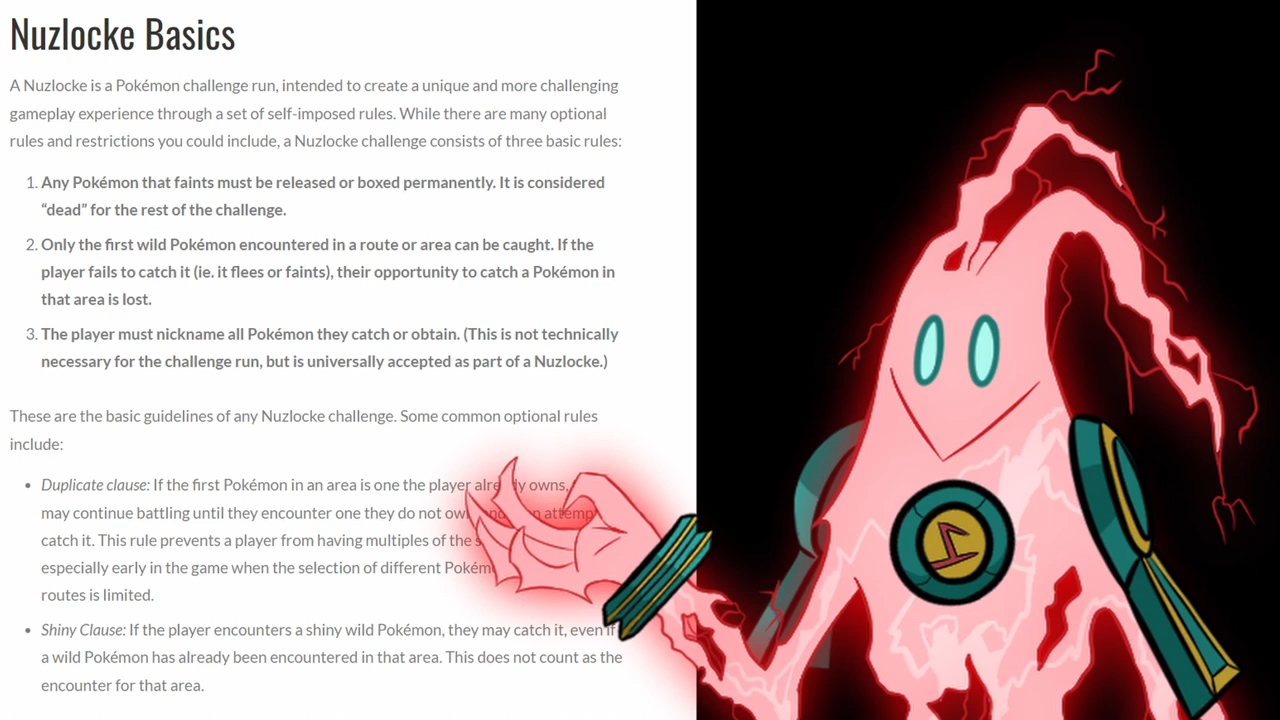 Nuzlocke Basics
A Nuzlocke is a Pokémon challenge run, intended to create a unique and more challenging
gameplay experience through a set of self-imposed rules. While there are many optional
rules and restrictions you could include, a Nuzlocke challenge consists of three basic rules:
1. Any Pokémon that faints must be released or boxed permanently. It is considered
“dead” for the rest of the challenge.
2. Only the first wild Pokémon encountered in a route or area can be caught. If the
player fails to catch it (ie. it flees or faints), their opportunity to catch a Pokémon in
that area is lost.
3. The player must nickname all Pokémon they catch or obtain. (This is not technically
necessary for the challenge run, but is universally accepted as part of a Nuzlocke.)
These are the basic guidelines of any Nuzlocke challenge. Some common optional rules
include:
• Duplicate clause: If the first Pokémon in an area is one the player already owns,
may continue battling until they encounter one they do not own attempt
catch it. This rule prevents a player from having multiples of the
especially early in the game when the selection of different
routes is limited.
• Shiny Clause: If the player encounters a shiny wild Pokémon, they may catch it, even if
a wild Pokémon has already been encountered in that area. This does not count as the
encounter for that area.